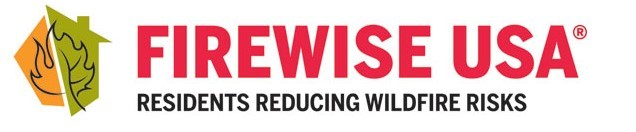 FIREWISE USA®
RESIDENTS REDUCING WILDFIRE RISKS